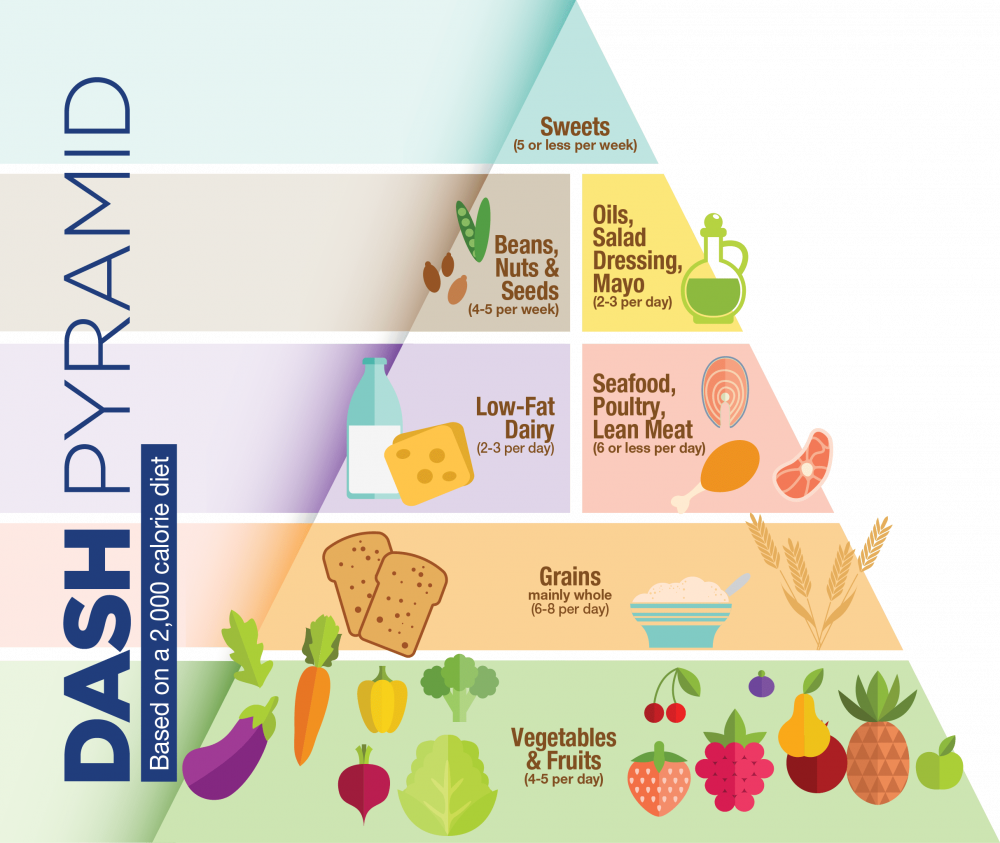 DASH PYRAMID
Based on a 2,000 calorie diet
Sweets
(5 or less per week)
Beans,
Nuts &
Seeds
(4-5 per week)
Oils,
Salad
Dressing,
Mayo
(2-3 per day)
Low-Fat
Dairy
(2-3 per day)
Seafood,
Poultry,
Lean Meat
(6 or less per day)
Grains
mainly whole
(6-8 per day)
Vegetables
& Fruits
(4-5 per day)